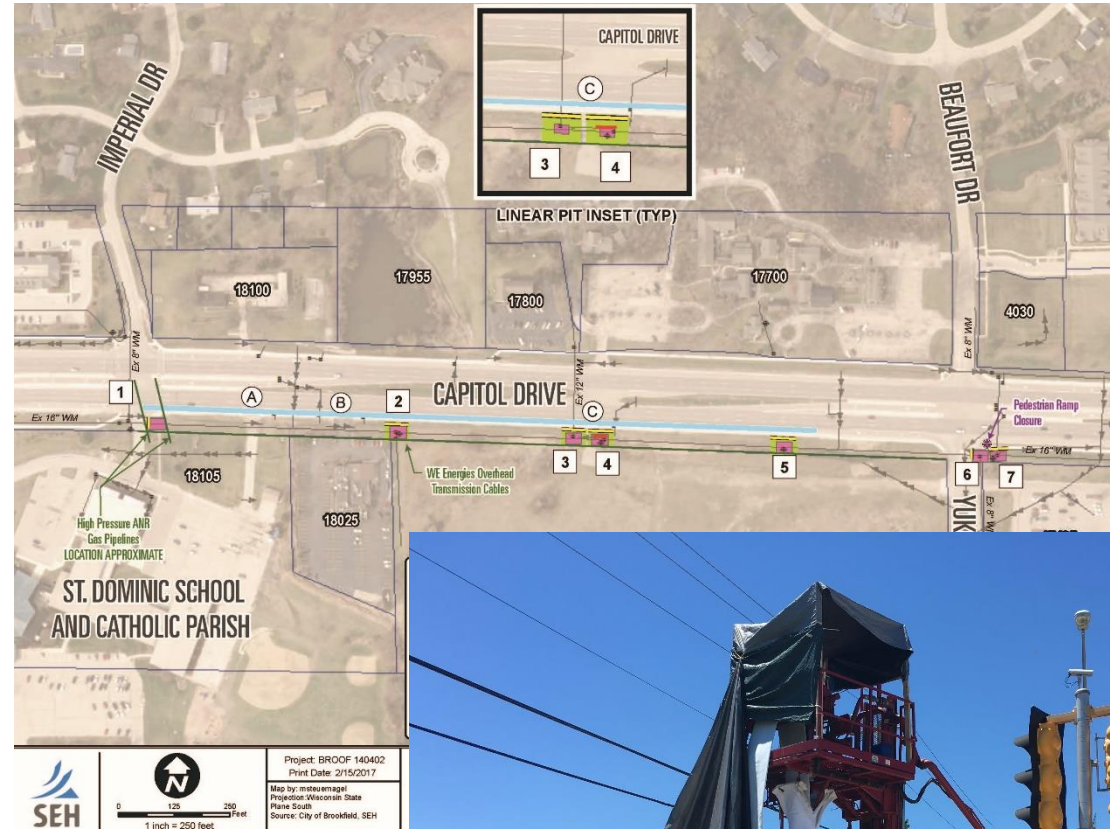 CAPITOL DRIVE
C
3
4
LINEAR PIT INSET (TYP)
IMPERIAL DR
BEAUFORT DR
18100
17955
17800
17700
4030
Ex 8" WM
Ex 12" WM
Ex 8" WM
1
A
B
2
CAPITOL DRIVE
C
Pedestrian Ramp
Closure
Ex 16" WM
3
4
5
6
7
Ex 16" WM
18105
WE Energies Overhead
Transmission Cables
18025
Ex 8"
High Pressure ANR
Gas Pipelines
LOCATION APPROXIMATE
ST. DOMINIC SCHOOL
AND CATHOLIC PARISH
SEH
N
0 125 250
Feet
1 inch = 250 feet
Project: BROOF 140402
Print Date: 2/15/2017
Map by: msteuernagel
Projection: Wisconsin State
Plane South
Source: City of Brookfield, SEH